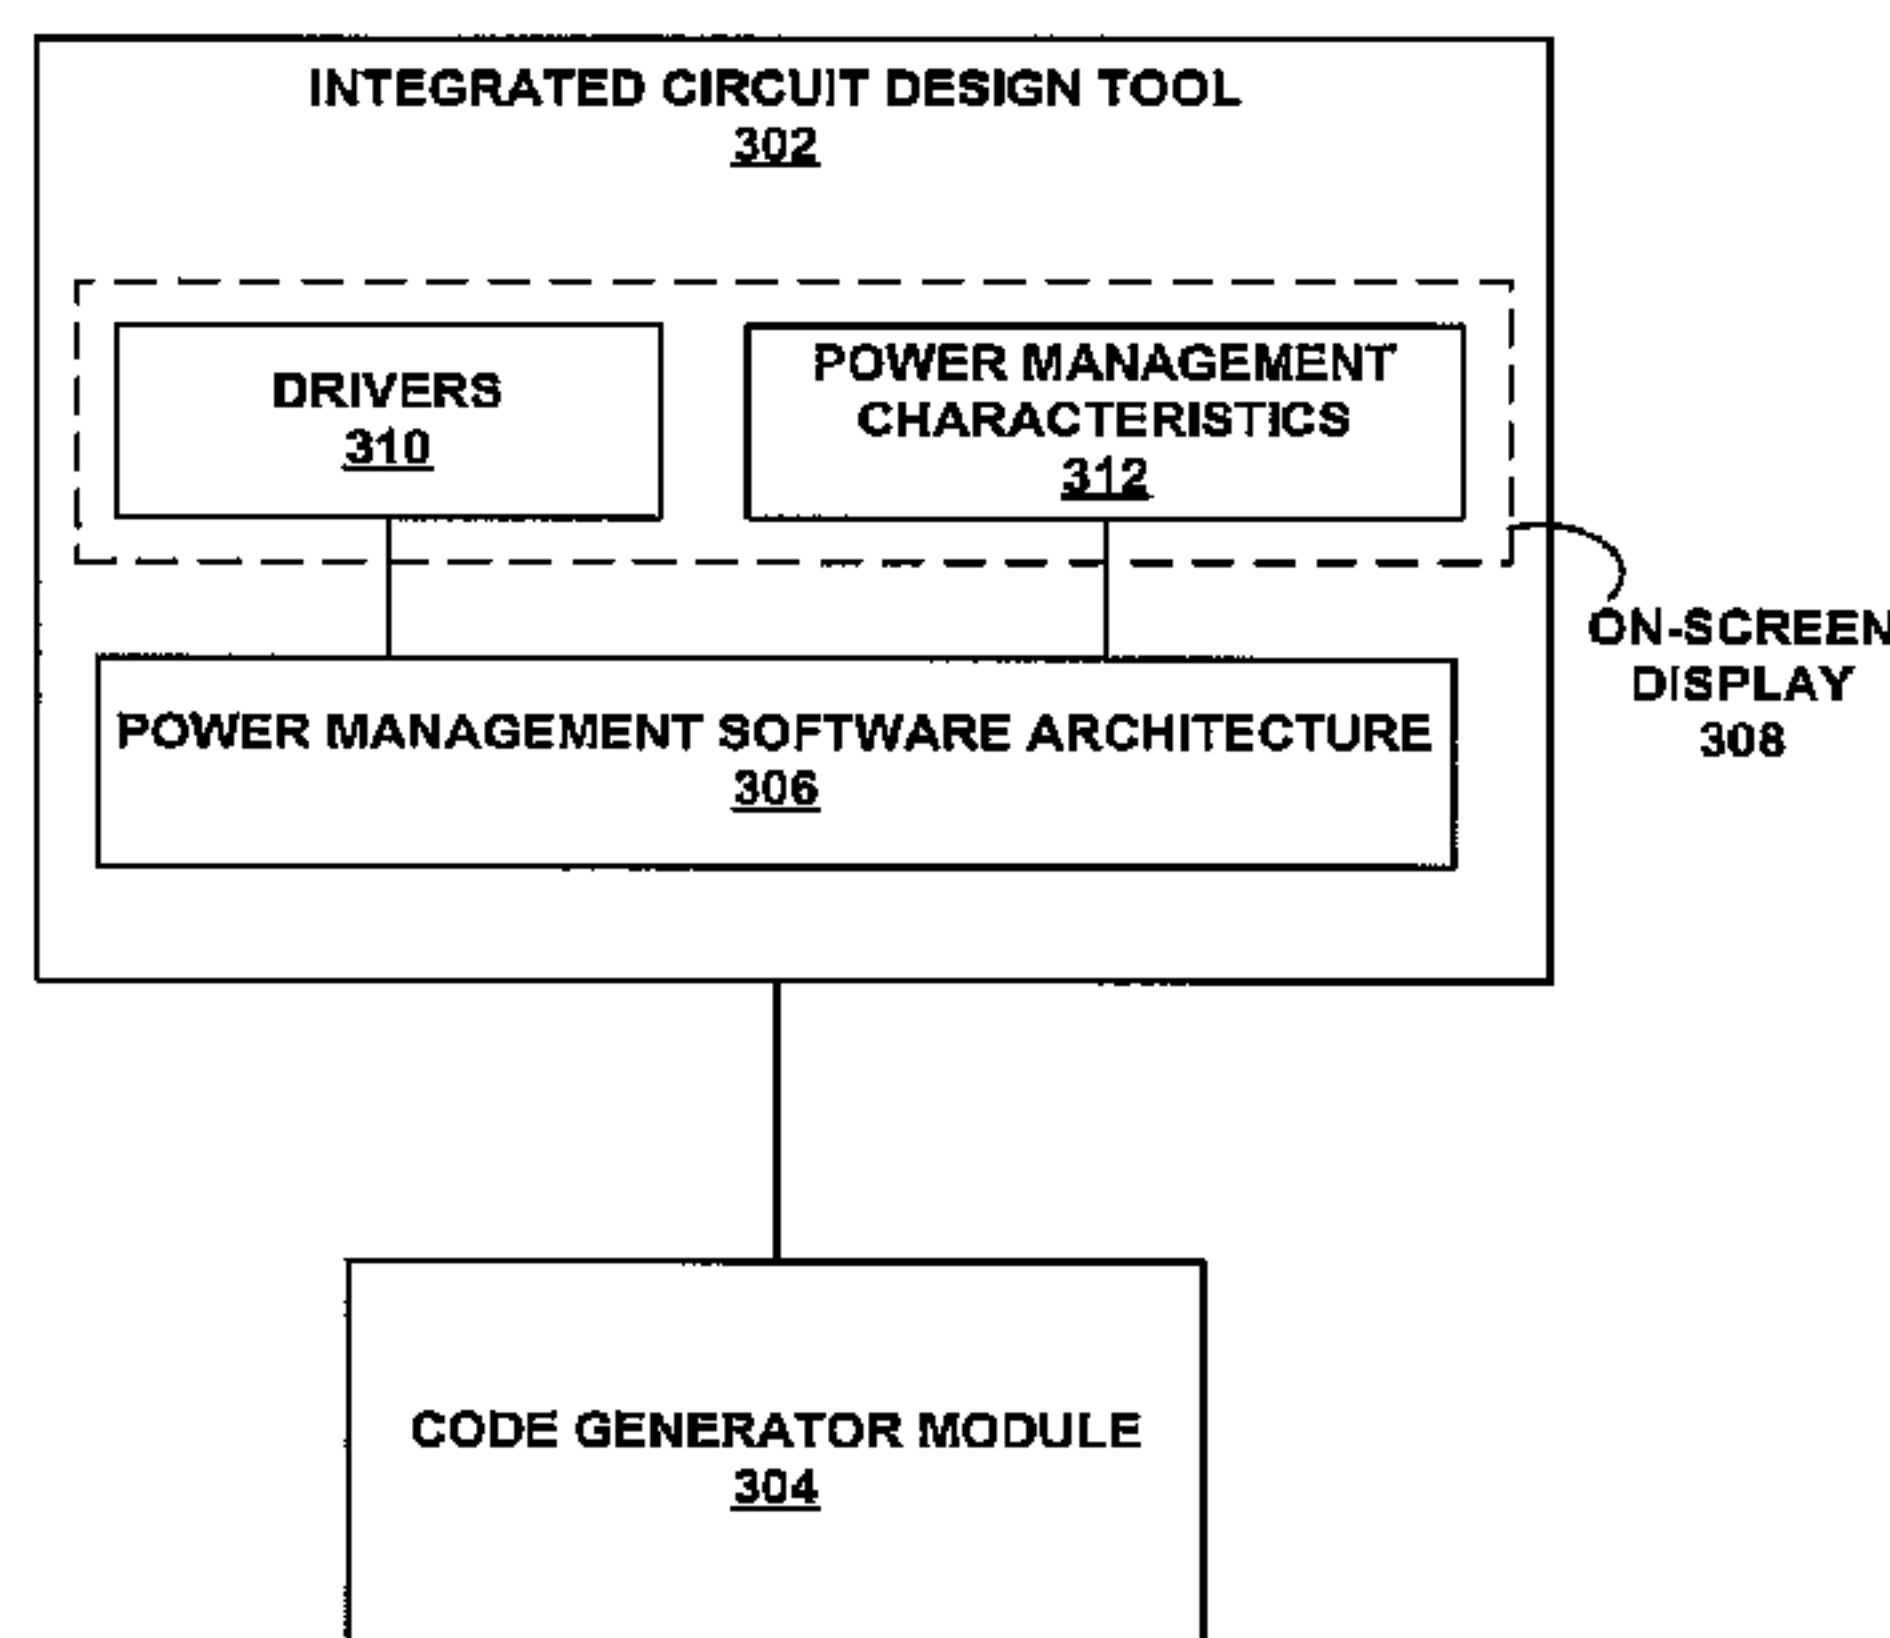 INTEGRATED CIRCUIT DESIGN TOOL
302
DRIVERS
310
POWER MANAGEMENT
CHARACTERISTICS
312
ON-SCREEN
DISPLAY
308
POWER MANAGEMENT SOFTWARE ARCHITECTURE
306
CODE GENERATOR MODULE
304